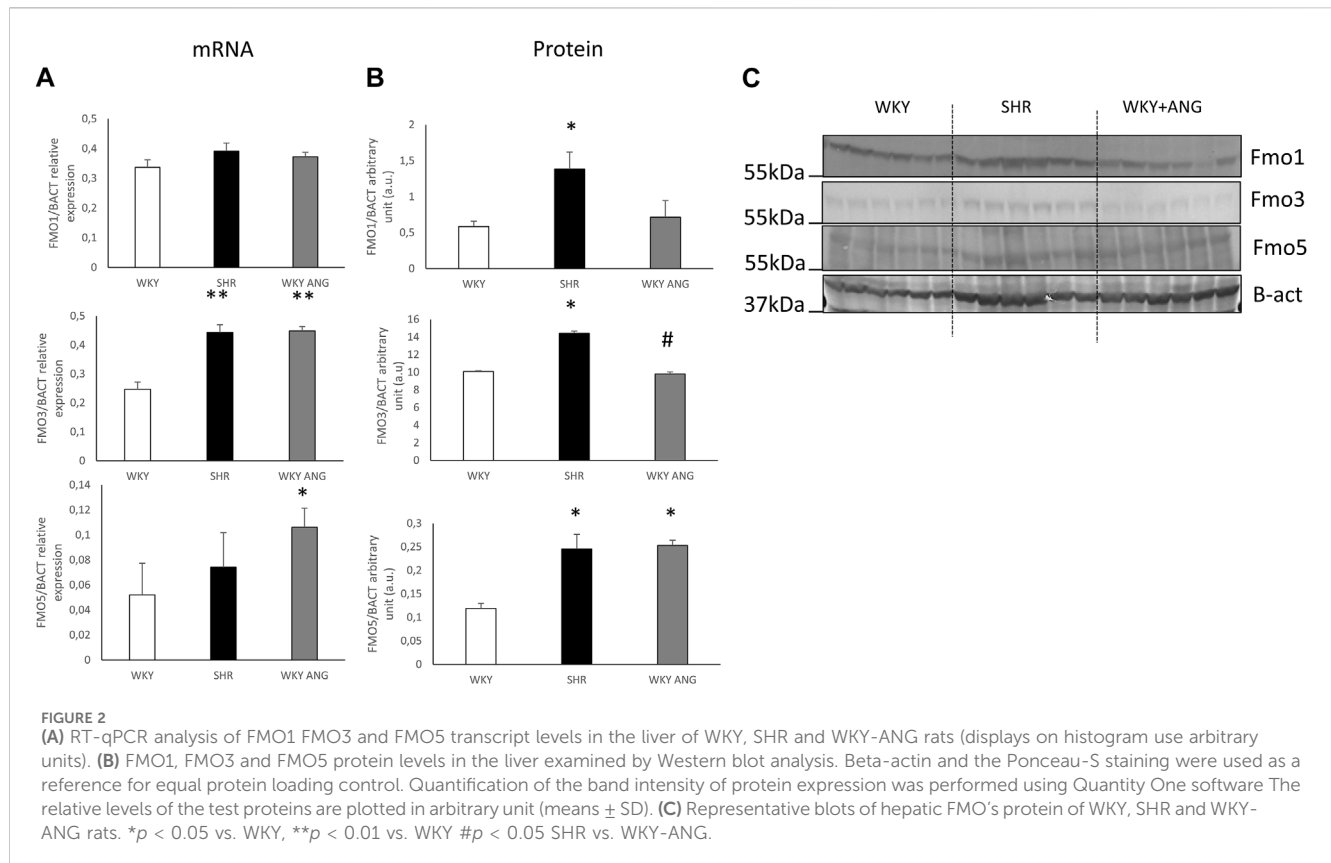 mRNA
Protein
A
B
C
FMO1/BACT relative
expression
0,5
0,4
0,3
0,2
0,1
0
WKY
SHR
WKY ANG
FMO3/BACT relative
expression
0,5
0,4
0,3
0,2
0,1
0
**
**
WKY
SHR
WKY ANG
FMO5/BACT relative
expression
0,14
0,12
0,1
0,08
0,06
0,04
0,02
0
*
WKY
SHR
WKY ANG
FMO1/BACT arbitrary
unit (a.u.)
2
1,5
1
0,5
0
*
WKY
SHR
WKY ANG
FMO3/BACT arbitrary
unit (a.u)
16
14
12
10
8
6
4
2
0
*
#
WKY
SHR
WKY ANG
FMO5/BACT arbitrary
unit (a.u.)
0,3
0,25
0,2
0,15
0,1
0,05
0
*
*
WKY
SHR
WKY ANG
WKY
SHR
WKY+ANG
55kDa
Fmo1
55kDa
Fmo3
55kDa
Fmo5
37kDa
B-act
FIGURE 2
(A) RT-qPCR analysis of FMO1 FMO3 and FMO5 transcript levels in the liver of WKY, SHR and WKY-ANG rats (displays on histogram use arbitrary
units). (B) FMO1, FMO3 and FMO5 protein levels in the liver examined by Western blot analysis. Beta-actin and the Ponceau-S staining were used as a
reference for equal protein loading control. Quantification of the band intensity of protein expression was performed using Quantity One software The
relative levels of the test proteins are plotted in arbitrary unit (means ± SD). (C) Representative blots of hepatic FMO's protein of WKY, SHR and WKY-
ANG rats. *p < 0.05 vs. WKY, **p < 0.01 vs. WKY #p < 0.05 SHR vs. WKY-ANG.